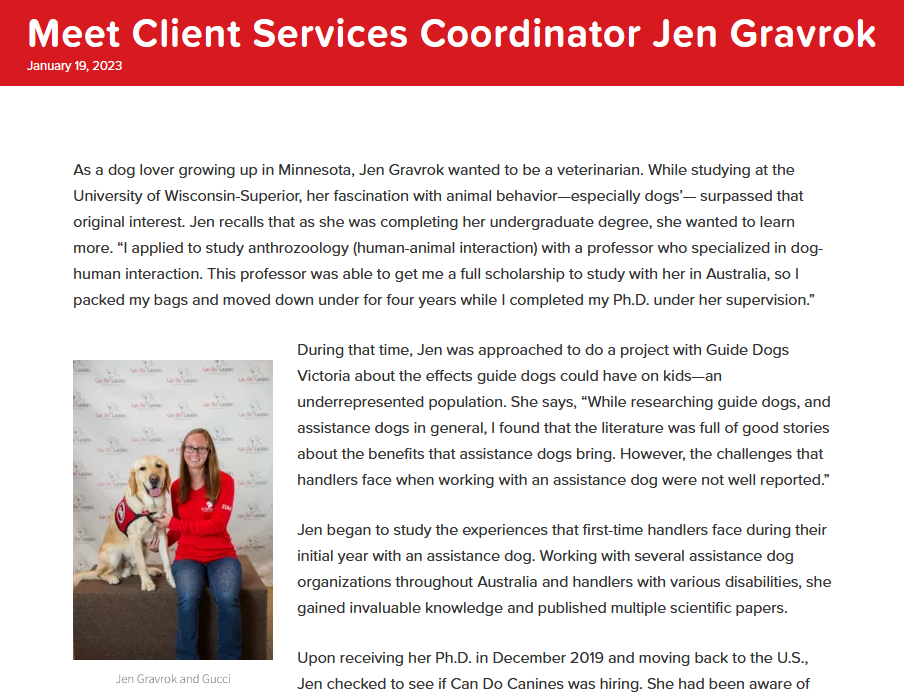 Meet Client Services Coordinator Jen Gravrok
January 19, 2023
As a dog lover growing up in Minnesota, Jen Gravrok wanted to be a veterinarian. While studying at the
University of Wisconsin-Superior, her fascination with animal behavior—especially dogs’— surpassed that
original interest. Jen recalls that as she was completing her undergraduate degree, she wanted to learn
more. “I applied to study anthrozoology (human-animal interaction) with a professor who specialized in dog-
human interaction. This professor was able to get me a full scholarship to study with her in Australia, so I
packed my bags and moved down under for four years while I completed my Ph.D. under her supervision.”
During that time, Jen was approached to do a project with Guide Dogs
Victoria about the effects guide dogs could have on kids—an
underrepresented population. She says, “While researching guide dogs, and
assistance dogs in general, I found that the literature was full of good stories
about the benefits that assistance dogs bring. However, the challenges that
handlers face when working with an assistance dog were not well reported.”
Jen began to study the experiences that first-time handlers face during their
initial year with an assistance dog. Working with several assistance dog
organizations throughout Australia and handlers with various disabilities, she
gained invaluable knowledge and published multiple scientific papers.
Upon receiving her Ph.D. in December 2019 and moving back to the U.S.,
Jen checked to see if Can Do Canines was hiring. She had been aware of
Jen Gravrok and Gucci